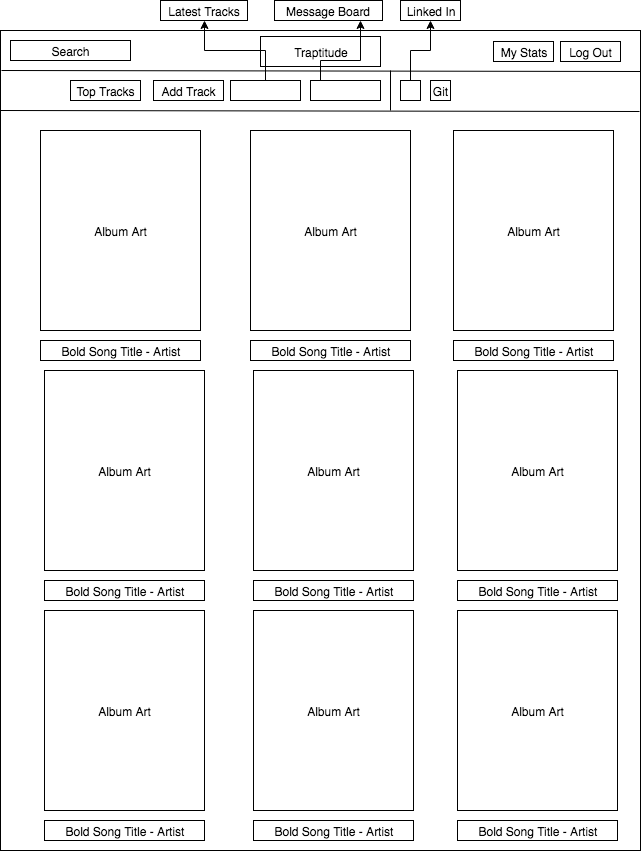 Latest Tracks
Message Board
Linked In
Search
Traptitude
My Stats
Log Out
Top Tracks
Add Track
Git
Album Art
Album Art
Album Art
Bold Song Title - Artist
Bold Song Title - Artist
Bold Song Title - Artist
Album Art
Album Art
Album Art
Bold Song Title - Artist
Bold Song Title - Artist
Bold Song Title - Artist
Album Art
Album Art
Album Art
Bold Song Title - Artist
Bold Song Title - Artist
Bold Song Title - Artist